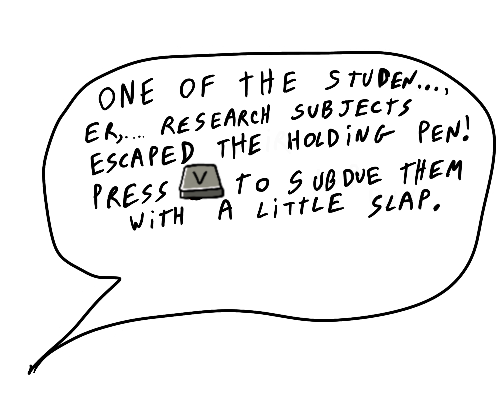 ONE OF THE STUDEN...,
ER,... RESEARCH SUBJECTS
ESCAPED THE HOLDING PEN!
PRESS V TO SUBDUE THEM
WITH A LITTLE SLAP.